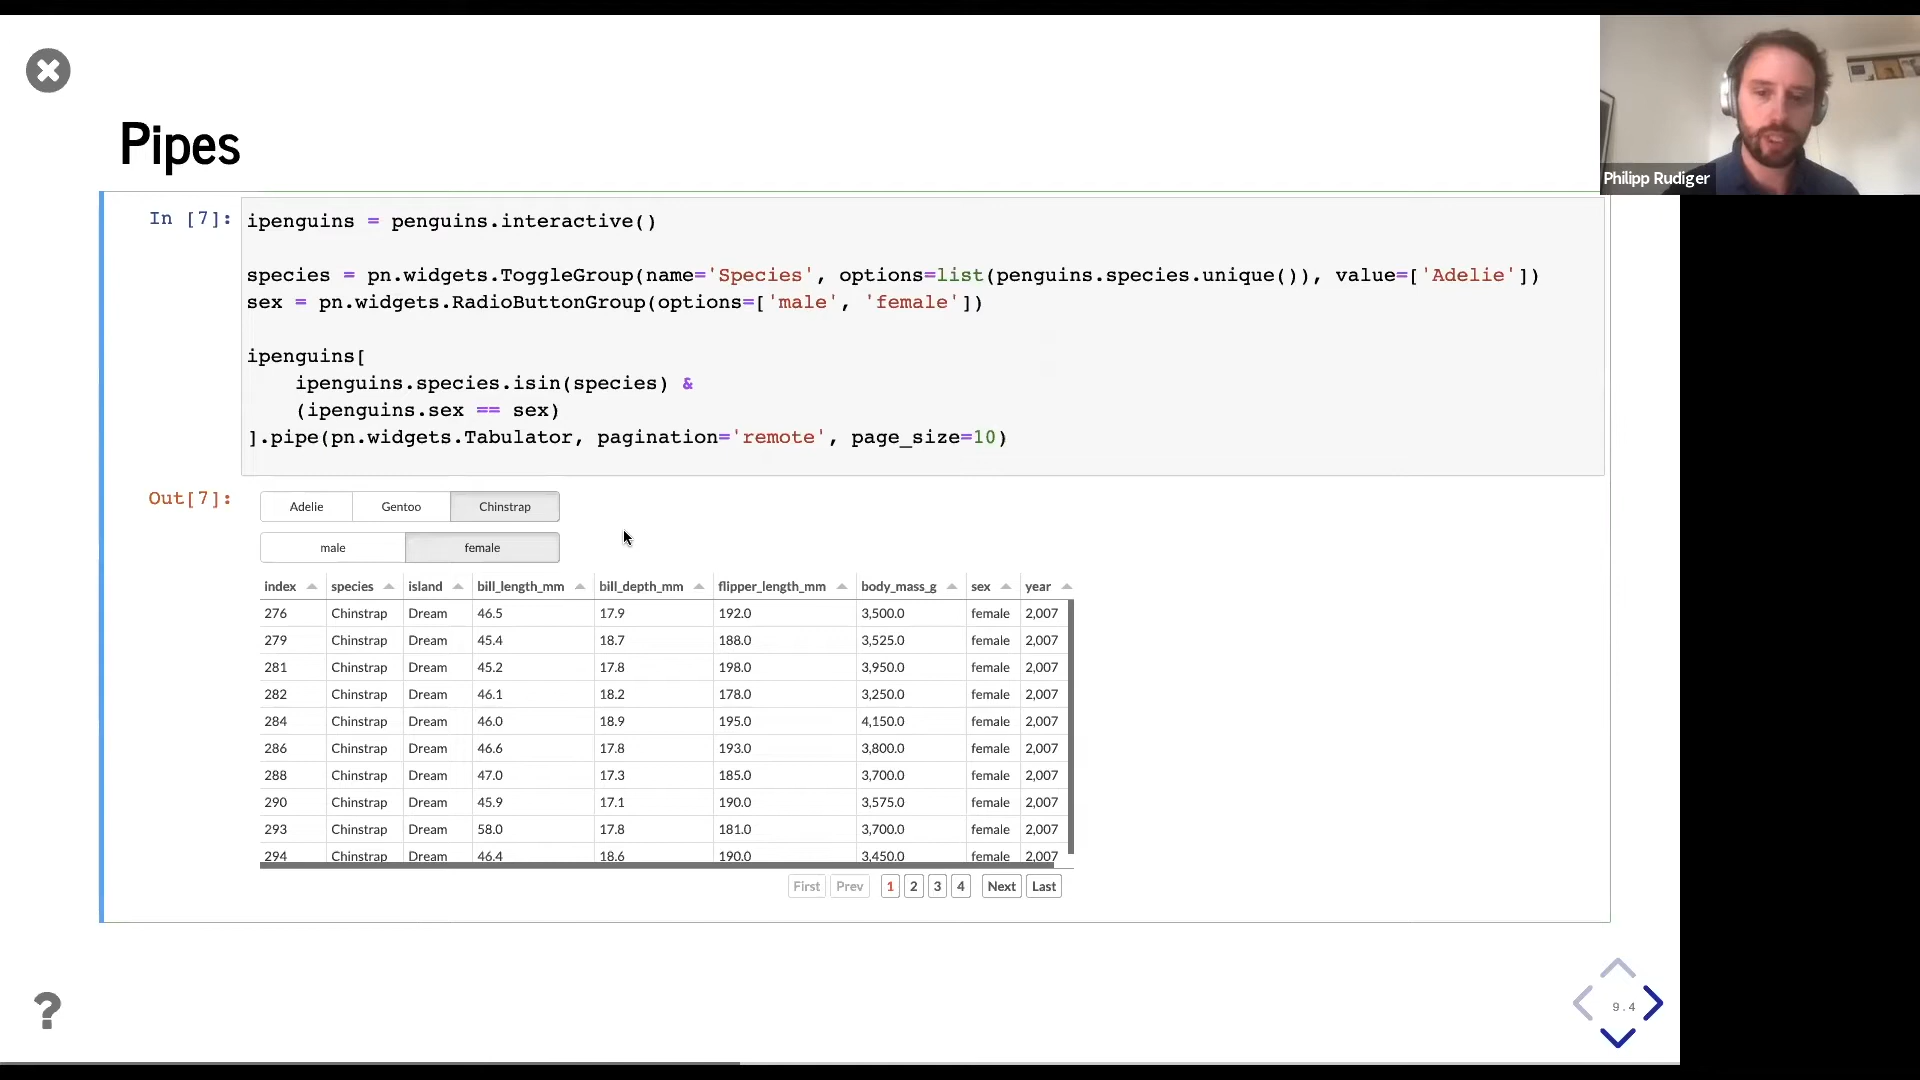 Pipes
Philipp Rudiger
In [7]:
ipenguins = penguins.interactive()
species = pn.widgets.ToggleGroup(name='Species', options=list(penguins.species.unique()), value=['Adelie'])
sex = pn.widgets.RadioButtonGroup(options=['male', 'female'])
ipenguins[
ipenguins.species.isin(species) &
(ipenguins.sex == sex)
].pipe(pn.widgets.Tabulator, pagination='remote', page_size=10)
Out[7]:
Adelie Gentoo Chinstrap
male female
index species island bill_length_mm bill_depth_mm flipper_length_mm body_mass_g sex year
276 Chinstrap Dream 46.5 17.9 192.0 3,500.0 female 2,007
279 Chinstrap Dream 45.4 18.7 188.0 3,525.0 female 2,007
281 Chinstrap Dream 45.2 17.8 198.0 3,950.0 female 2,007
282 Chinstrap Dream 46.1 18.2 178.0 3,250.0 female 2,007
284 Chinstrap Dream 46.0 18.9 195.0 4,150.0 female 2,007
286 Chinstrap Dream 46.6 17.8 193.0 3,800.0 female 2,007
288 Chinstrap Dream 47.0 17.3 185.0 3,700.0 female 2,007
290 Chinstrap Dream 45.9 17.1 190.0 3,575.0 female 2,007
293 Chinstrap Dream 58.0 17.8 181.0 3,700.0 female 2,007
294 Chinstrap Dream 46.4 18.6 190.0 3,450.0 female 2,007
First Prev 1 2 3 4 Next Last
?
9.4